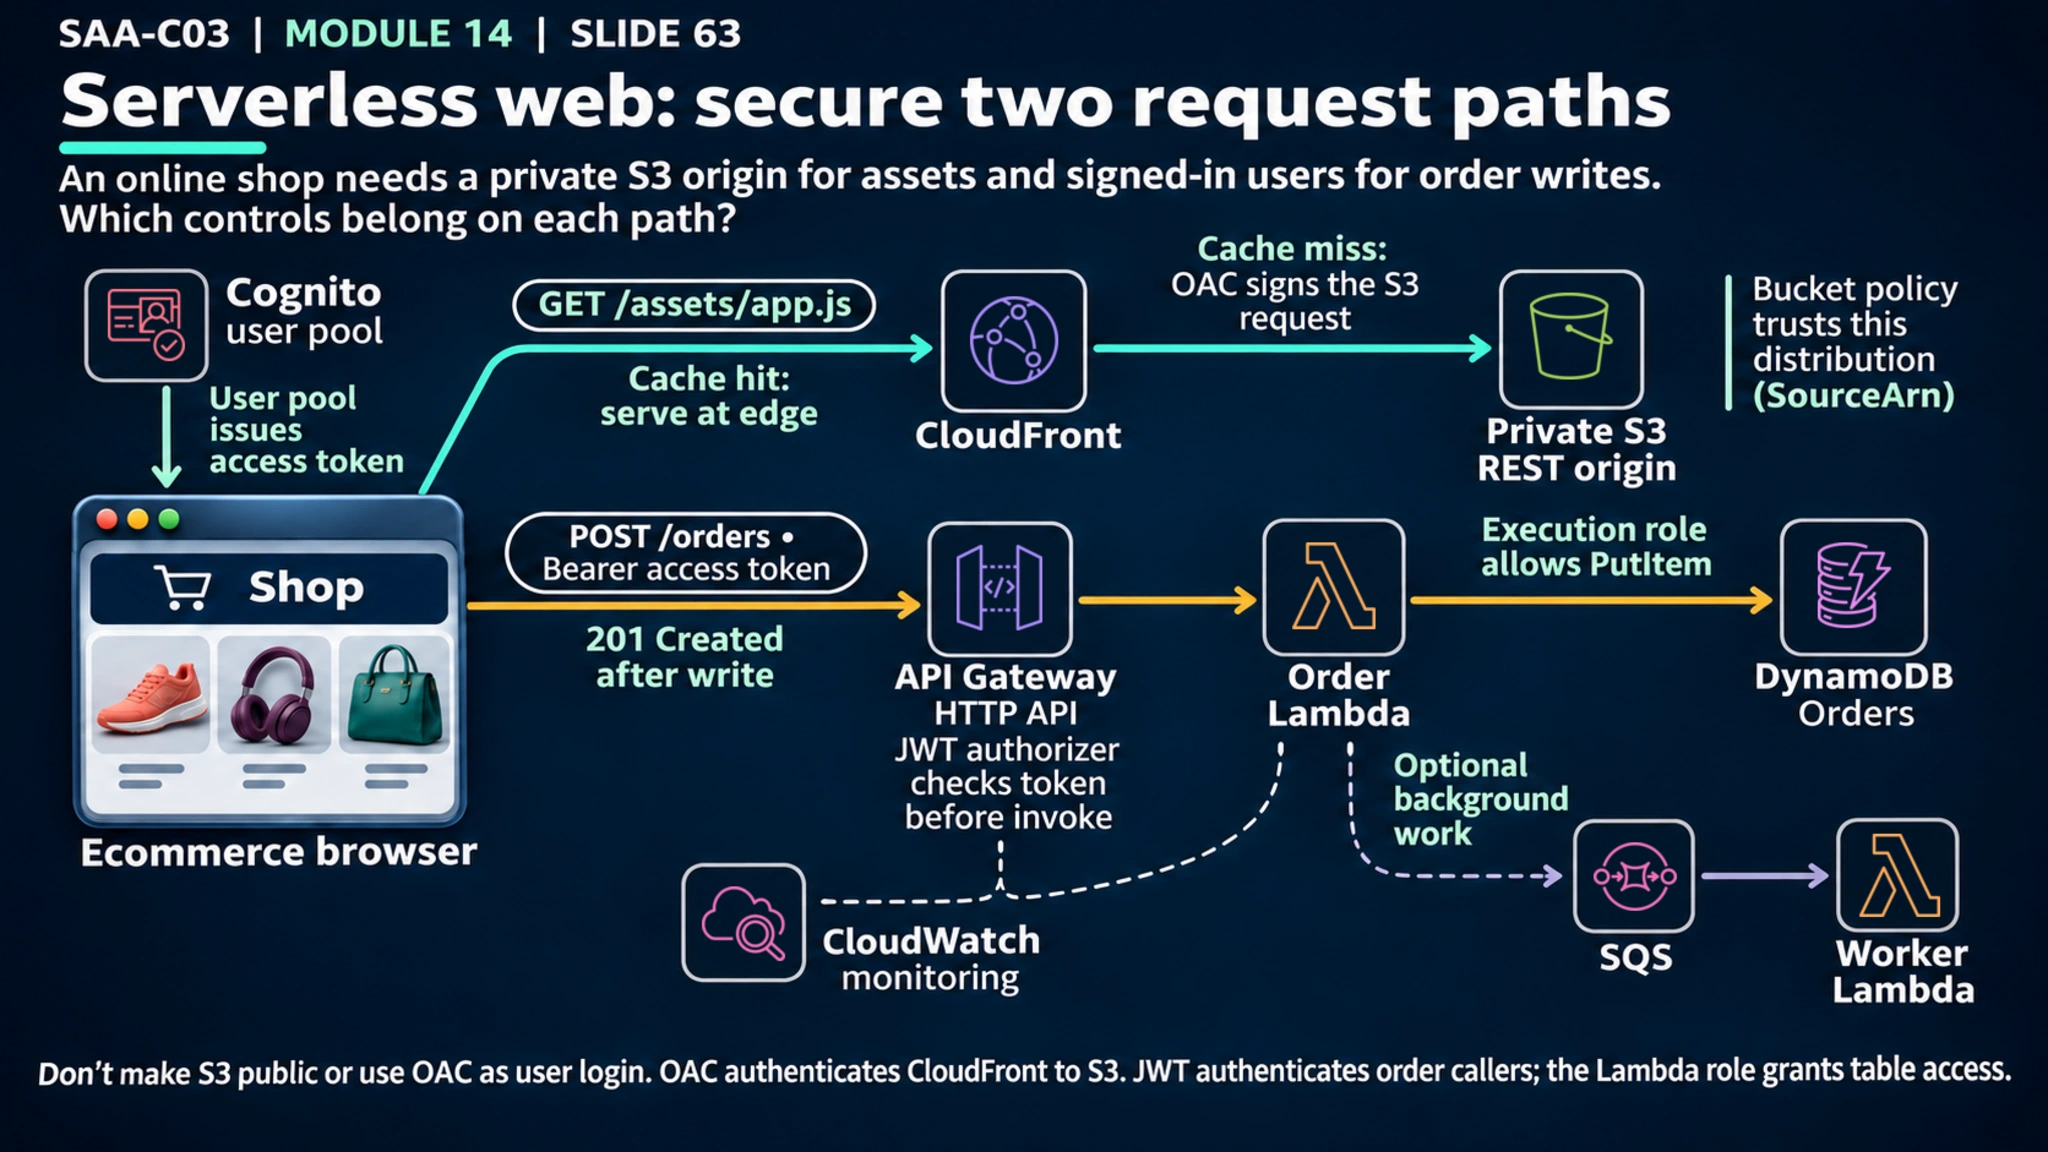 SAA-C03 | MODULE 14 | SLIDE 63
Serverless web: secure two request paths
An online shop needs a private S3 origin for assets and signed-in users for order writes.
Which controls belong on each path?
Cognito
user pool
User pool
issues
access token
GET /assets/app.js
Cache hit:
serve at edge
CloudFront
Cache miss:
OAC signs the S3
request
Private S3
REST origin
Bucket policy
trusts this
distribution
(SourceArn)
Shop
Ecommerce browser
POST /orders •
Bearer access token
201 Created
after write
API Gateway
HTTP API
JWT authorizer
checks token
before invoke
Order
Lambda
Execution role
allows PutItem
DynamoDB
Orders
Optional
background
work
SQS
Worker
Lambda
CloudWatch
monitoring
Don't make S3 public or use OAC as user login. OAC authenticates CloudFront to S3. JWT authenticates order callers; the Lambda role grants table access.